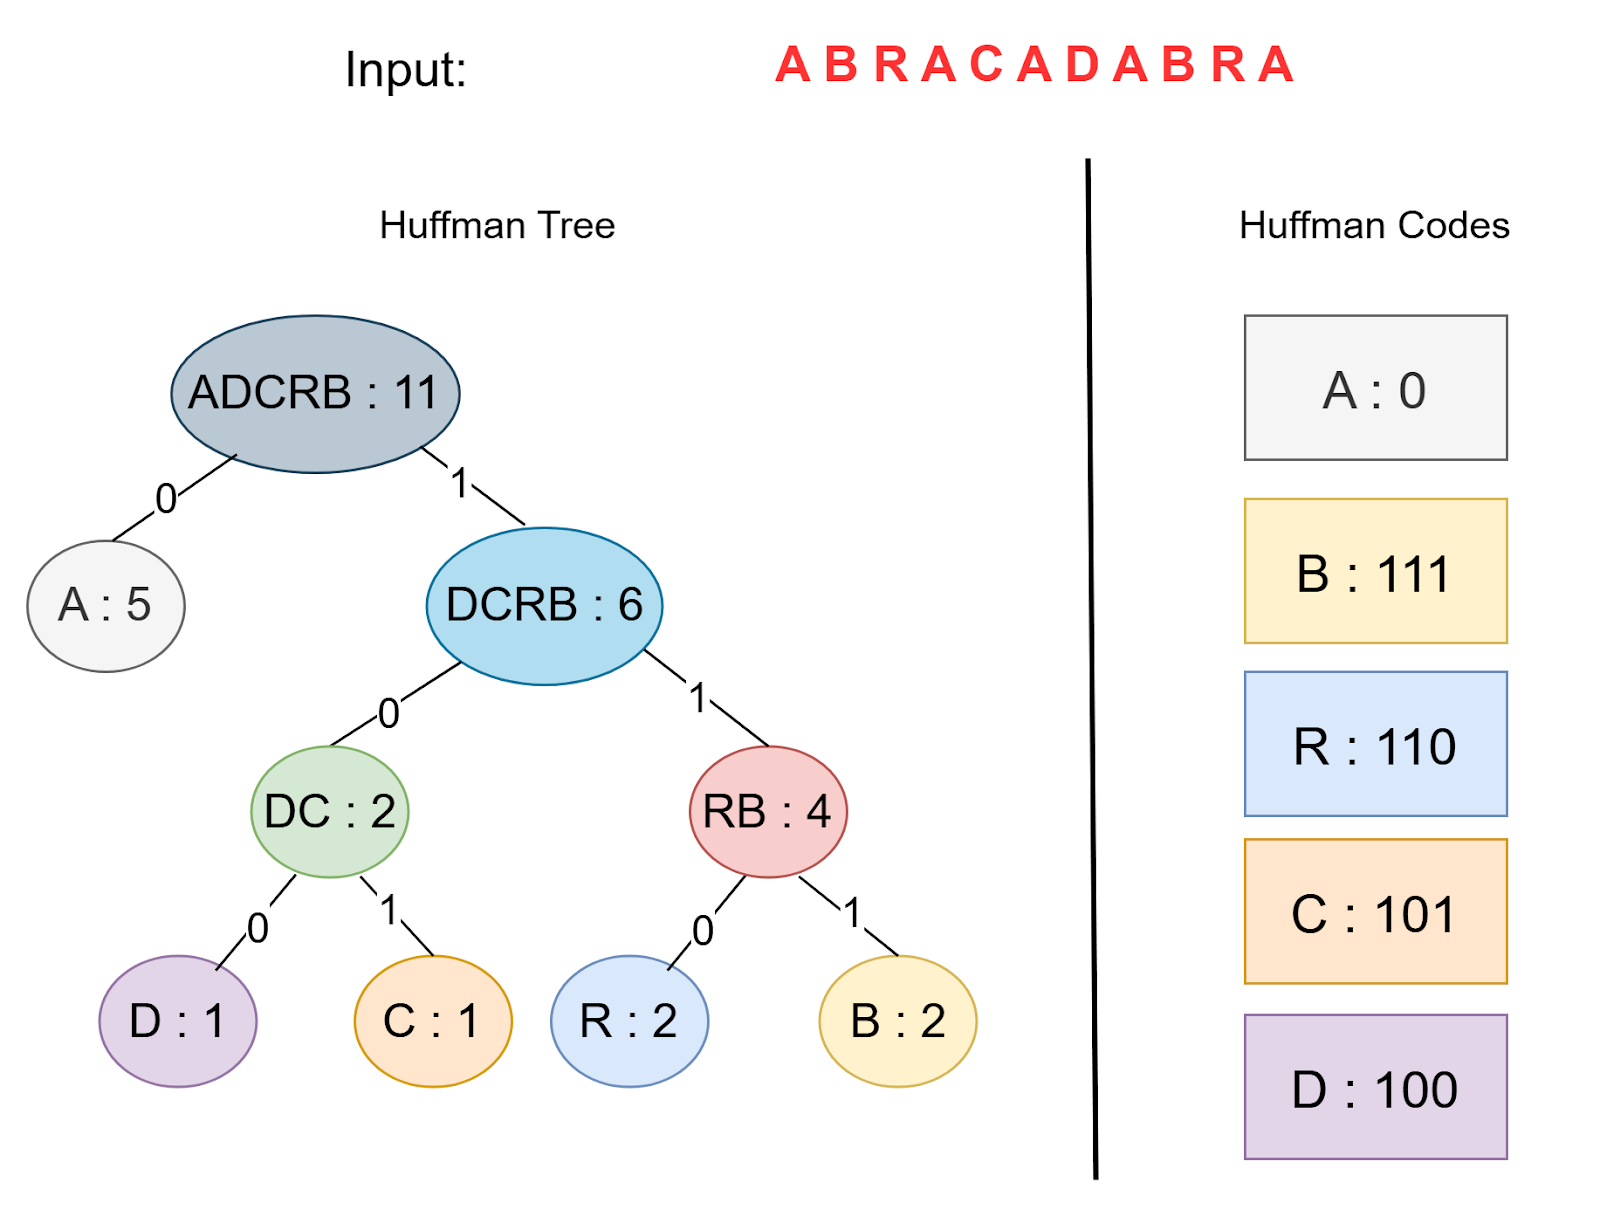 Input: A B R A C A D A B R A
Huffman Tree
ADCRB : 11
0 1
A : 5 DCRB : 6
0 1
DC : 2 RB : 4
0 1 0 1
D : 1 C : 1 R : 2 B : 2
Huffman Codes
A : 0
B : 111
R : 110
C : 101
D : 100